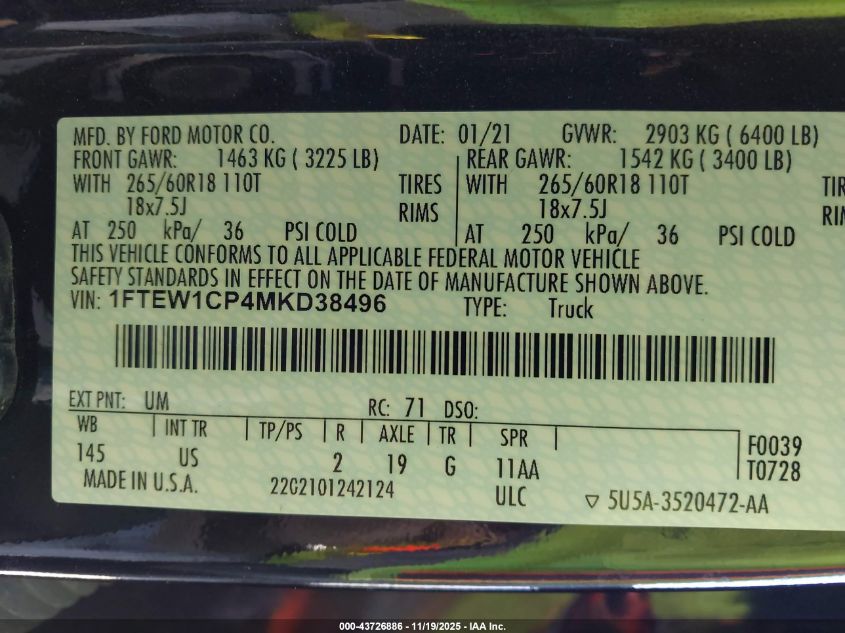 MFD. BY FORD MOTOR CO. DATE: 01/21 GVWR: 2903 KG ( 6400 LB)
FRONT GAWR: 1463 KG ( 3225 LB) REAR GAWR: 1542 KG ( 3400 LB)
WITH 265/60R18 110T TIRES WITH 265/60R18 110T TIR
18x7.5J RIMS 18x7.5J RI
AT 250 kPa/ 36 PSI COLD AT 250 kPa/ 36 PSI COLD
THIS VEHICLE CONFORMS TO ALL APPLICABLE FEDERAL MOTOR VEHICLE
SAFETY STANDARDS IN EFFECT ON THE DATE OF MANUFACTURE SHOWN ABOVE.
VIN: 1FTEW1CP4MKD38496 TYPE: Truck
EXT PNT: UM RC: 71 DSO:
WB INT TR TP/PS R AXLE TR SPR F0039
145 US 2 19 G 11AA T0728
MADE IN U.S.A. 22G2101242124 ULC 5U5A-3520472-AA
000-43726886 - 11/19/2025 - IAA Inc.